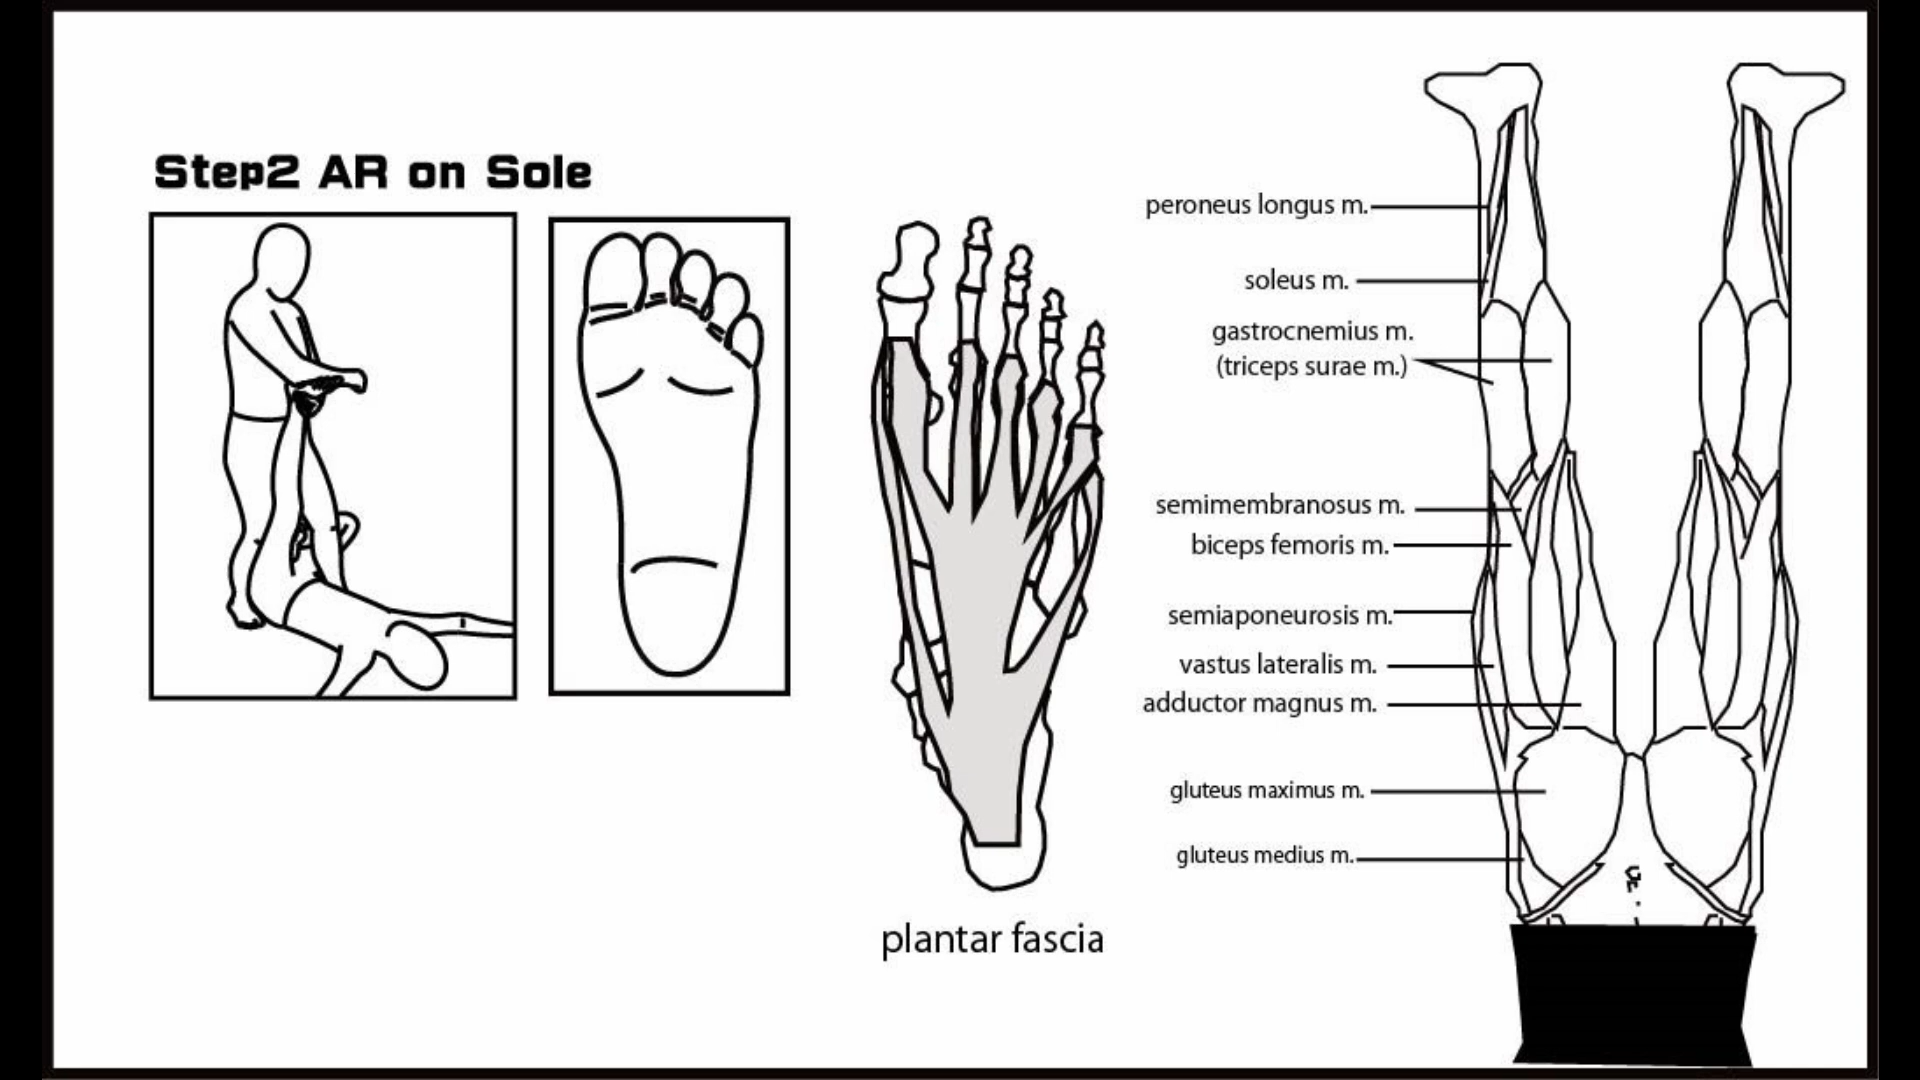 Step2 AR on Sole
plantar fascia
peroneus longus m.
soleus m.
gastrocnemius m.
(triceps surae m.)
semimembranosus m.
biceps femoris m.
semiaponeurosis m.
vastus lateralis m.
adductor magnus m.
gluteus maximus m.
gluteus medius m.